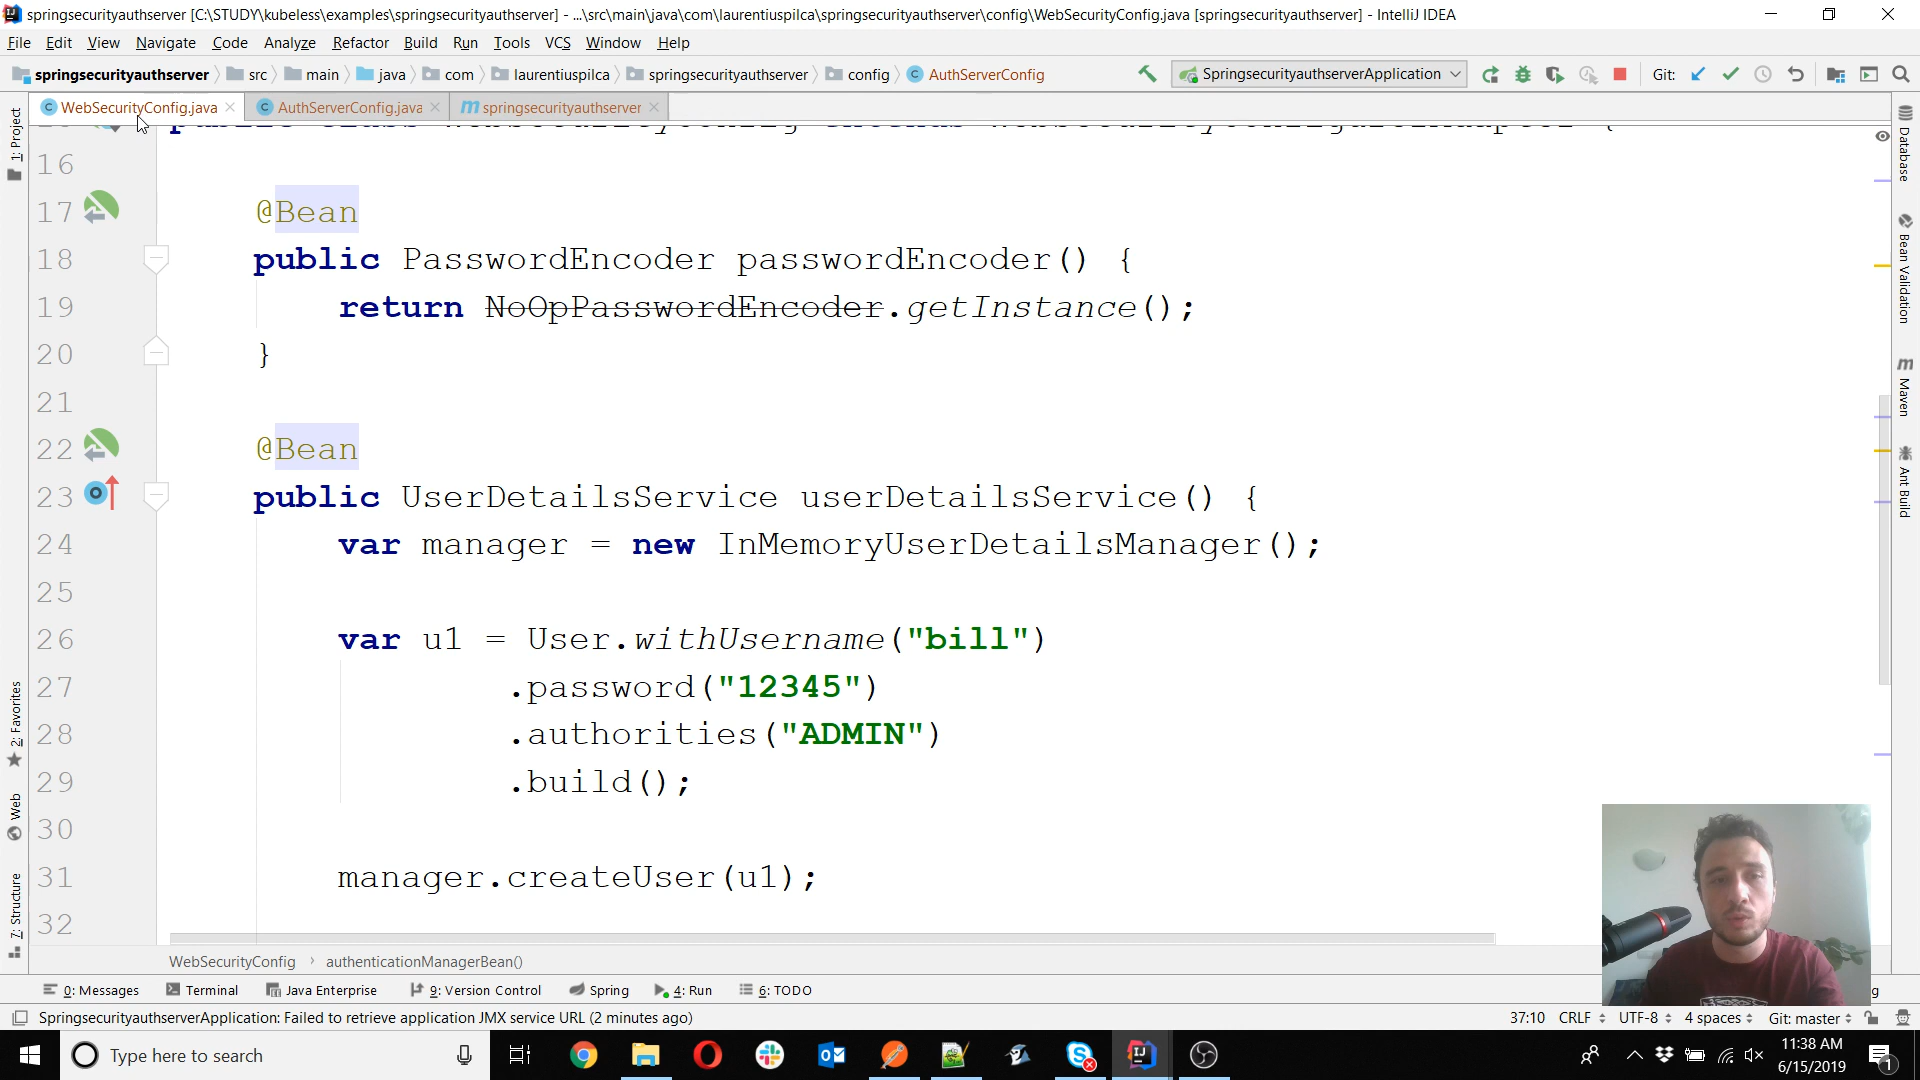 springsecurityauthserver [C:\STUDY\kubeless\examples\springsecurityauthserver] - ...\src\main\java\com\laurentiuspilca\springsecurityauthserver\config\WebSecurityConfig.java [springsecurityauthserver] - IntelliJ IDEA
File Edit View Navigate Code Analyze Refactor Build Run Tools VCS Window Help
springsecurityauthserver src main java com laurentiuspilca springsecurityauthserver config AuthServerConfig SpringsecurityauthserverApplication Git:
WebSecurityConfig.java AuthServerConfig.java springsecurityauthserver
16
17 @Bean
18 public PasswordEncoder passwordEncoder() {
19 return NoOpPasswordEncoder.getInstance();
20 }
21
22 @Bean
23 public UserDetailsService userDetailsService() {
24 var manager = new InMemoryUserDetailsManager();
25
26 var u1 = User.withUsername("bill")
27 .password("12345")
28 .authorities("ADMIN")
29 .build();
30
31 manager.createUser(u1);
32
1: Project
2: Favorites
Web
7: Structure
Database
Bean Validation
Maven
Ant Build
WebSecurityConfig › authenticationManagerBean()
0: Messages Terminal Java Enterprise 9: Version Control Spring 4: Run 6: TODO
SpringsecurityauthserverApplication: Failed to retrieve application JMX service URL (2 minutes ago) 37:10 CRLF UTF-8 4 spaces Git: master
Type here to search
11:38 AM
6/15/2019
1